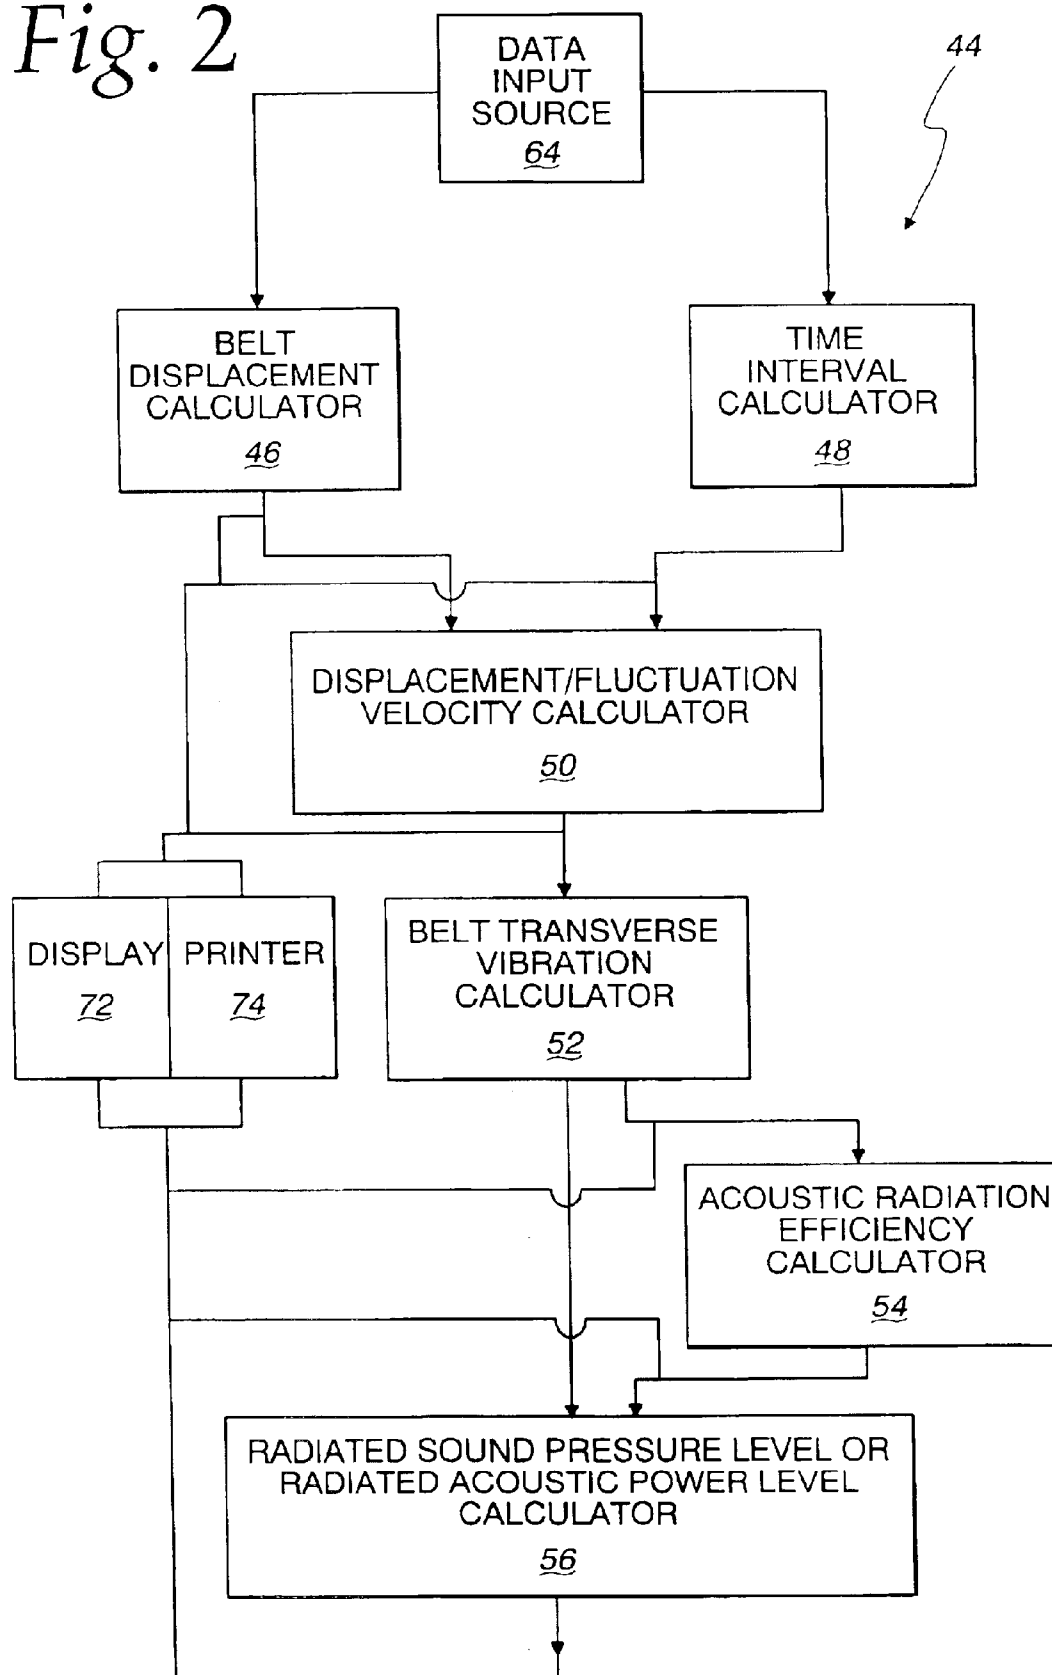 Fig. 2
44
DATA
INPUT
SOURCE
64
BELT
DISPLACEMENT
CALCULATOR
46
TIME
INTERVAL
CALCULATOR
48
DISPLACEMENT/FLUCTUATION
VELOCITY CALCULATOR
50
DISPLAY
72
PRINTER
74
BELT TRANSVERSE
VIBRATION
CALCULATOR
52
ACOUSTIC RADIATION
EFFICIENCY
CALCULATOR
54
RADIATED SOUND PRESSURE LEVEL OR
RADIATED ACOUSTIC POWER LEVEL
CALCULATOR
56